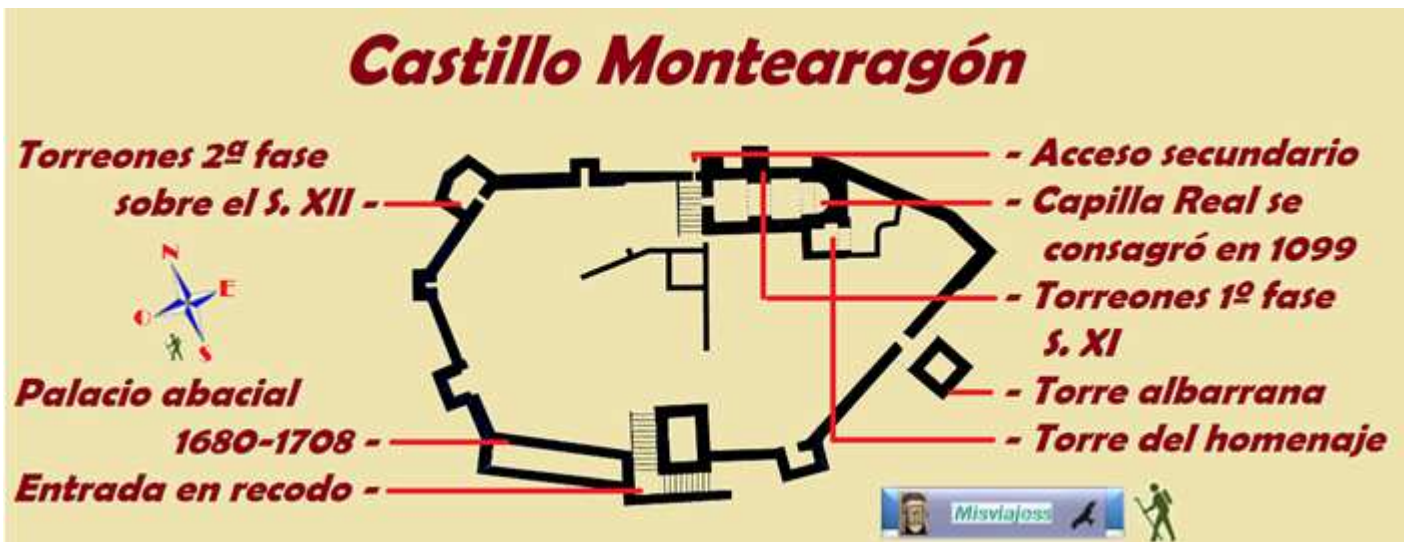 Castillo Montearagón
Torreones 2ª fase
sobre el S. XII -
N
E
O
S
Palacio abacial
1680-1708 -
Entrada en recodo -
- Acceso secundario
- Capilla Real se
consagró en 1099
- Torreones 1º fase
S. XI
- Torre albarrana
- Torre del homenaje
Misviajoss